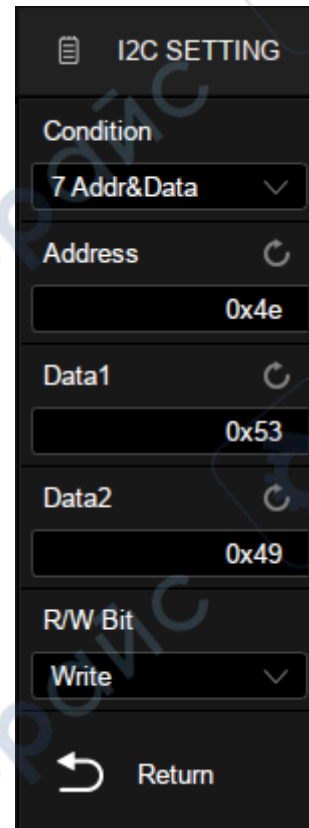 I2C SETTING
Condition
7 Addr&Data
Address
0x4e
Data1
0x53
Data2
0x49
R/W Bit
Write
Return